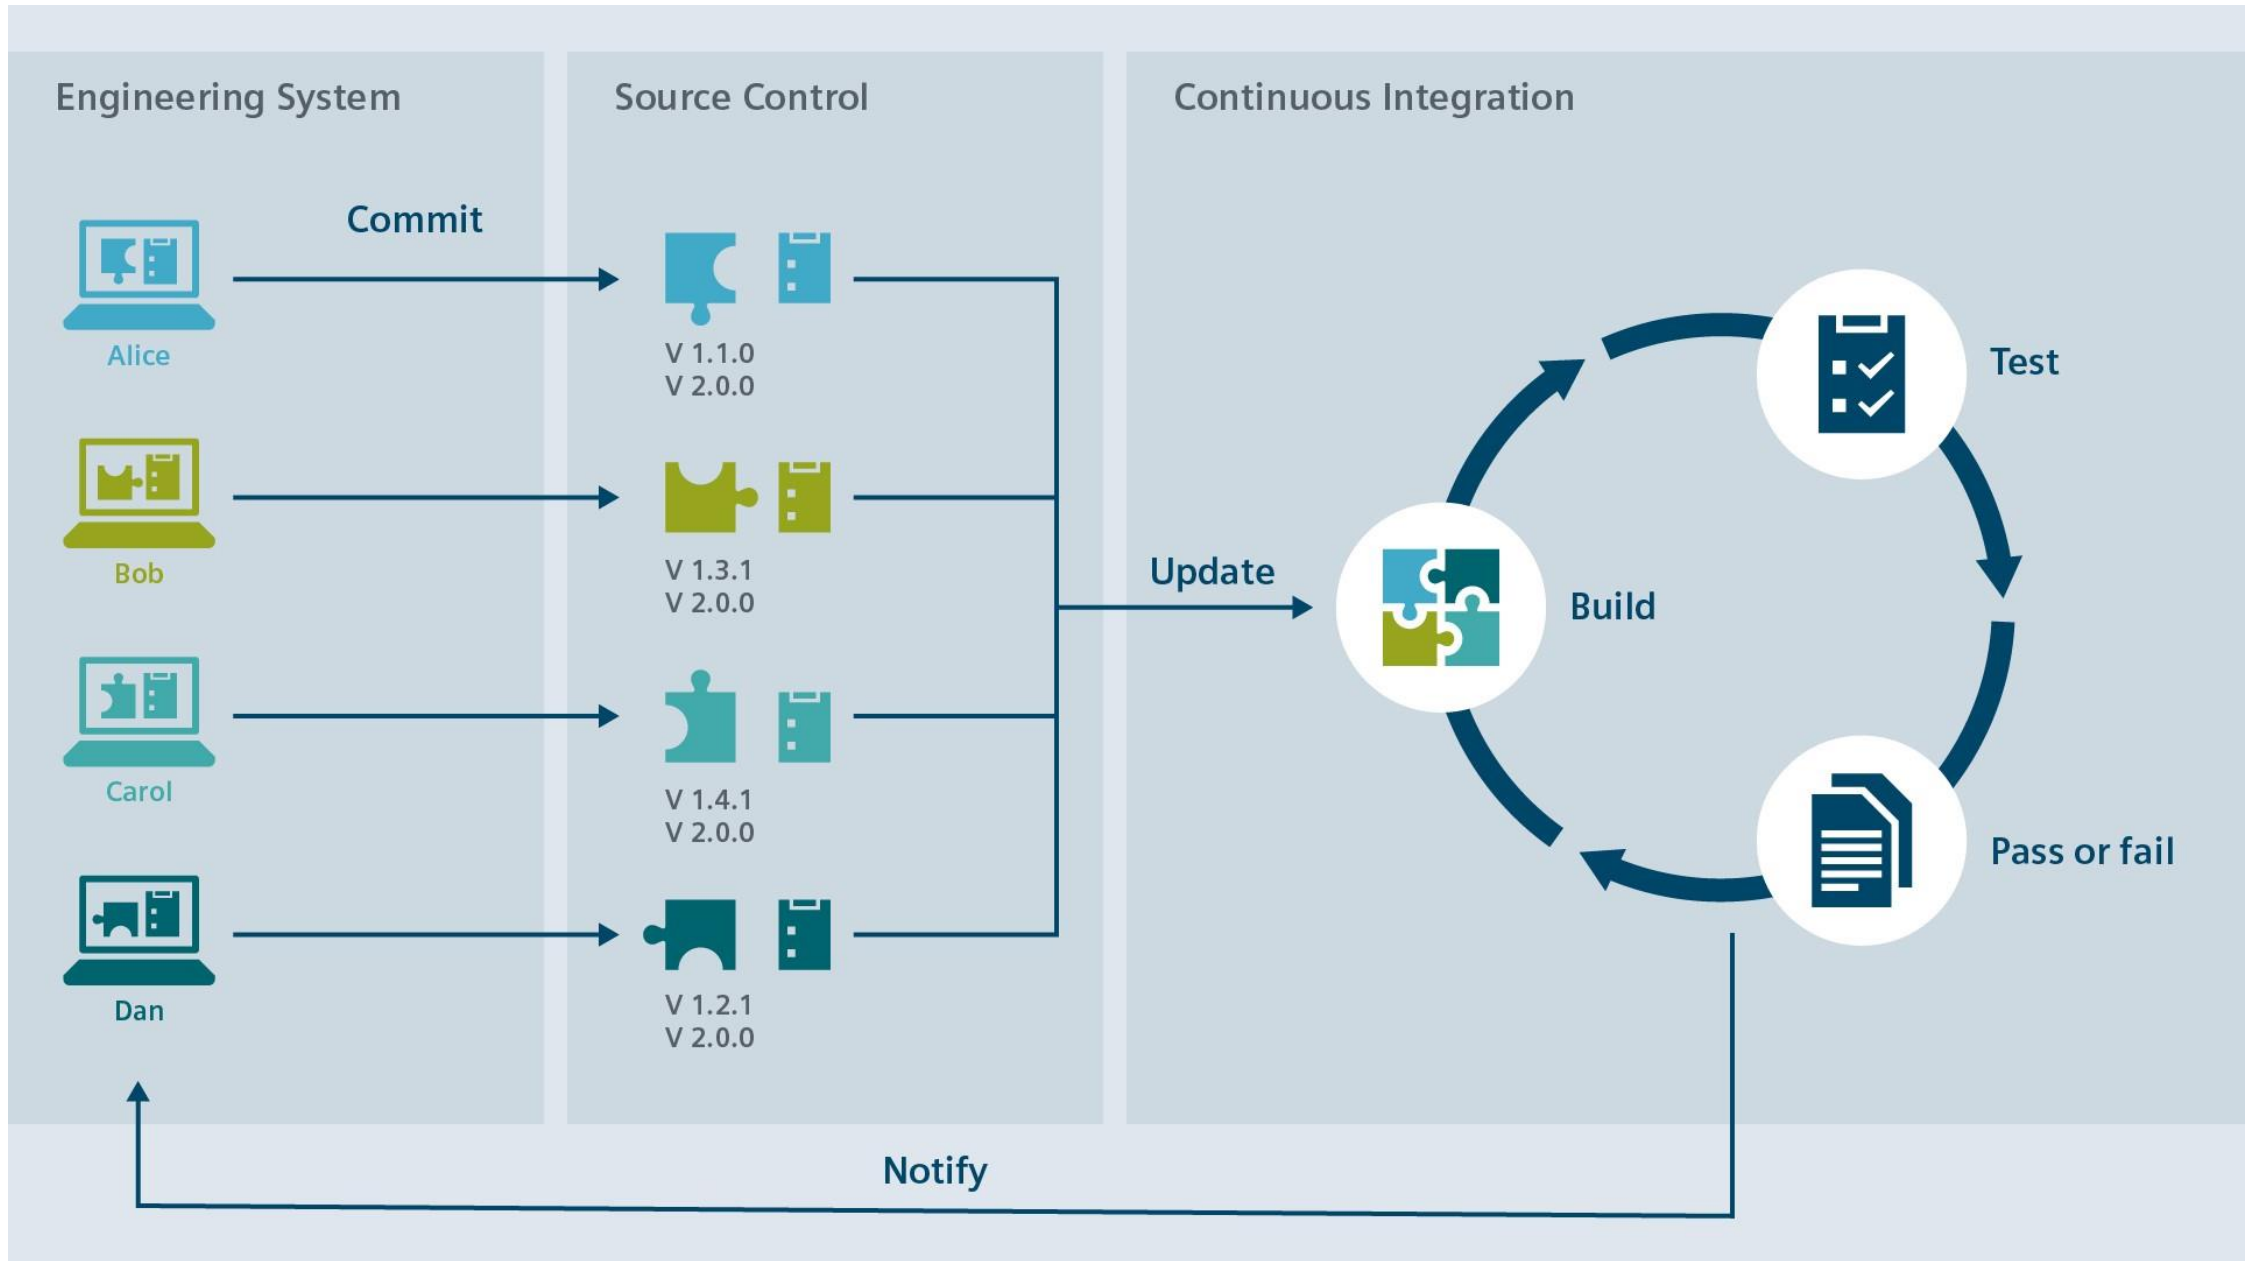 Engineering System
Source Control
Continuous Integration
Commit
Alice
V 1.1.0
V 2.0.0
Bob
V 1.3.1
V 2.0.0
Carol
V 1.4.1
V 2.0.0
Dan
V 1.2.1
V 2.0.0
Update
Build
Test
Pass or fail
Notify